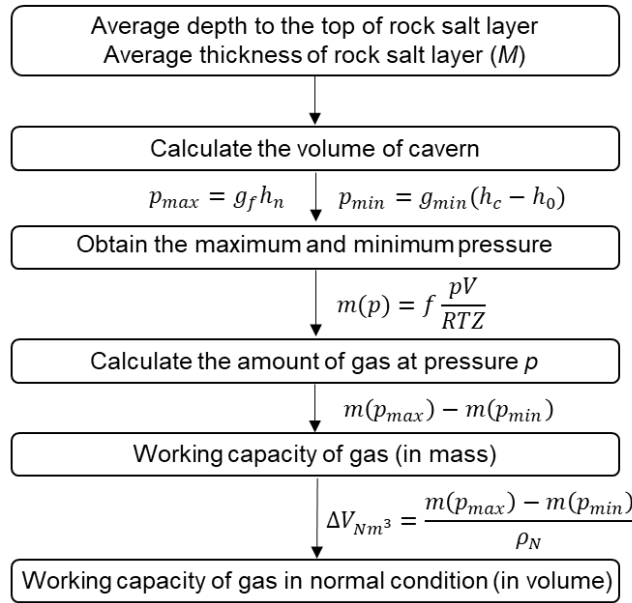 Average depth to the top of rock salt layer
Average thickness of rock salt layer (M)
Calculate the volume of cavern
p_max = g_f h_n    p_min = g_min(h_c − h_0)
Obtain the maximum and minimum pressure
m(p) = f pV/RTZ
Calculate the amount of gas at pressure p
m(p_max) − m(p_min)
Working capacity of gas (in mass)
ΔV_Nm³ = (m(p_max) − m(p_min))/ρ_N
Working capacity of gas in normal condition (in volume)